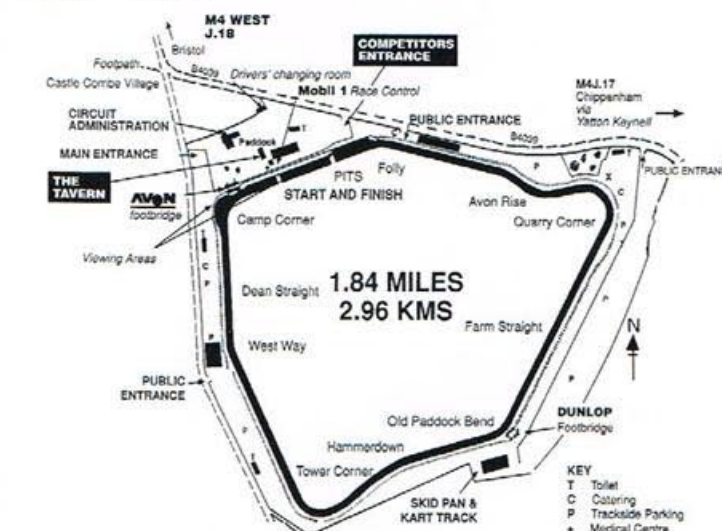 M4 WEST
J.18
Bristol
COMPETITORS
ENTRANCE
Footpath
B4039
Drivers' changing room
Castle Combe Village
Mobil 1 Race Control
M4J.17
Chippenham
via
Yatton Keynell
CIRCUIT
ADMINISTRATION
T
Paddock
PUBLIC ENTRANCE
B4039
MAIN ENTRANCE
P
T
PUBLIC ENTRAN
THE
TAVERN
PITS
Folly
START AND FINISH
AVON
footbridge
Avon Rise
X
C
P
Camp Corner
Quarry Corner
Viewing Areas
T
C
P
Dean Straight
1.84 MILES
2.96 KMS
P
Farm Straight
N
West Way
P
PUBLIC
ENTRANCE
P
Old Paddock Bend
DUNLOP
Footbridge
P
T
Hammerdown
Tower Corner
SKID PAN &
KART TRACK
KEY
T Toilet
C Catering
P Trackside Parking
+ Medical Centre